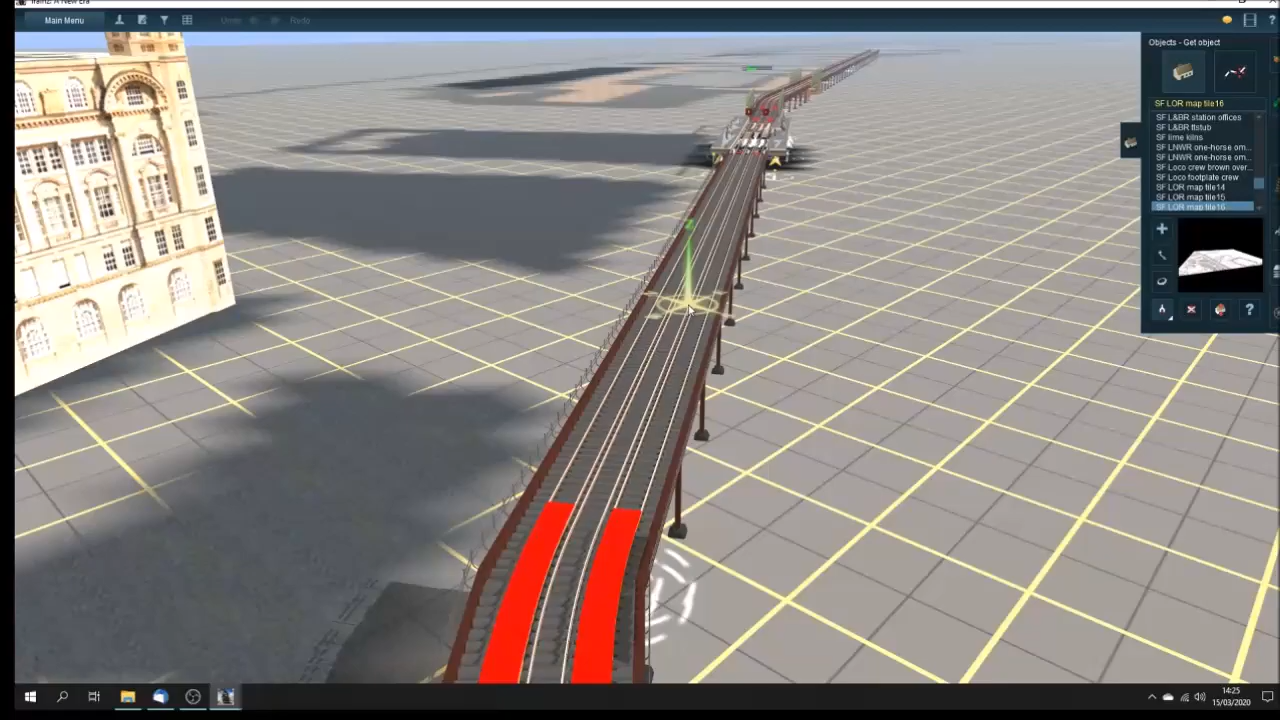 Trainz: A New Era
Main Menu
Undo
Redo
Objects - Get object
SF LOR map tile16
SF L&BR station offices
SF L&BR ftstub
SF lime kilns
SF LNWR one-horse om...
SF LNWR one-horse om...
SF Loco crew brown over...
SF Loco footplate crew
SF LOR map tile14
SF LOR map tile15
SF LOR map tile16
14:25
15/03/2020